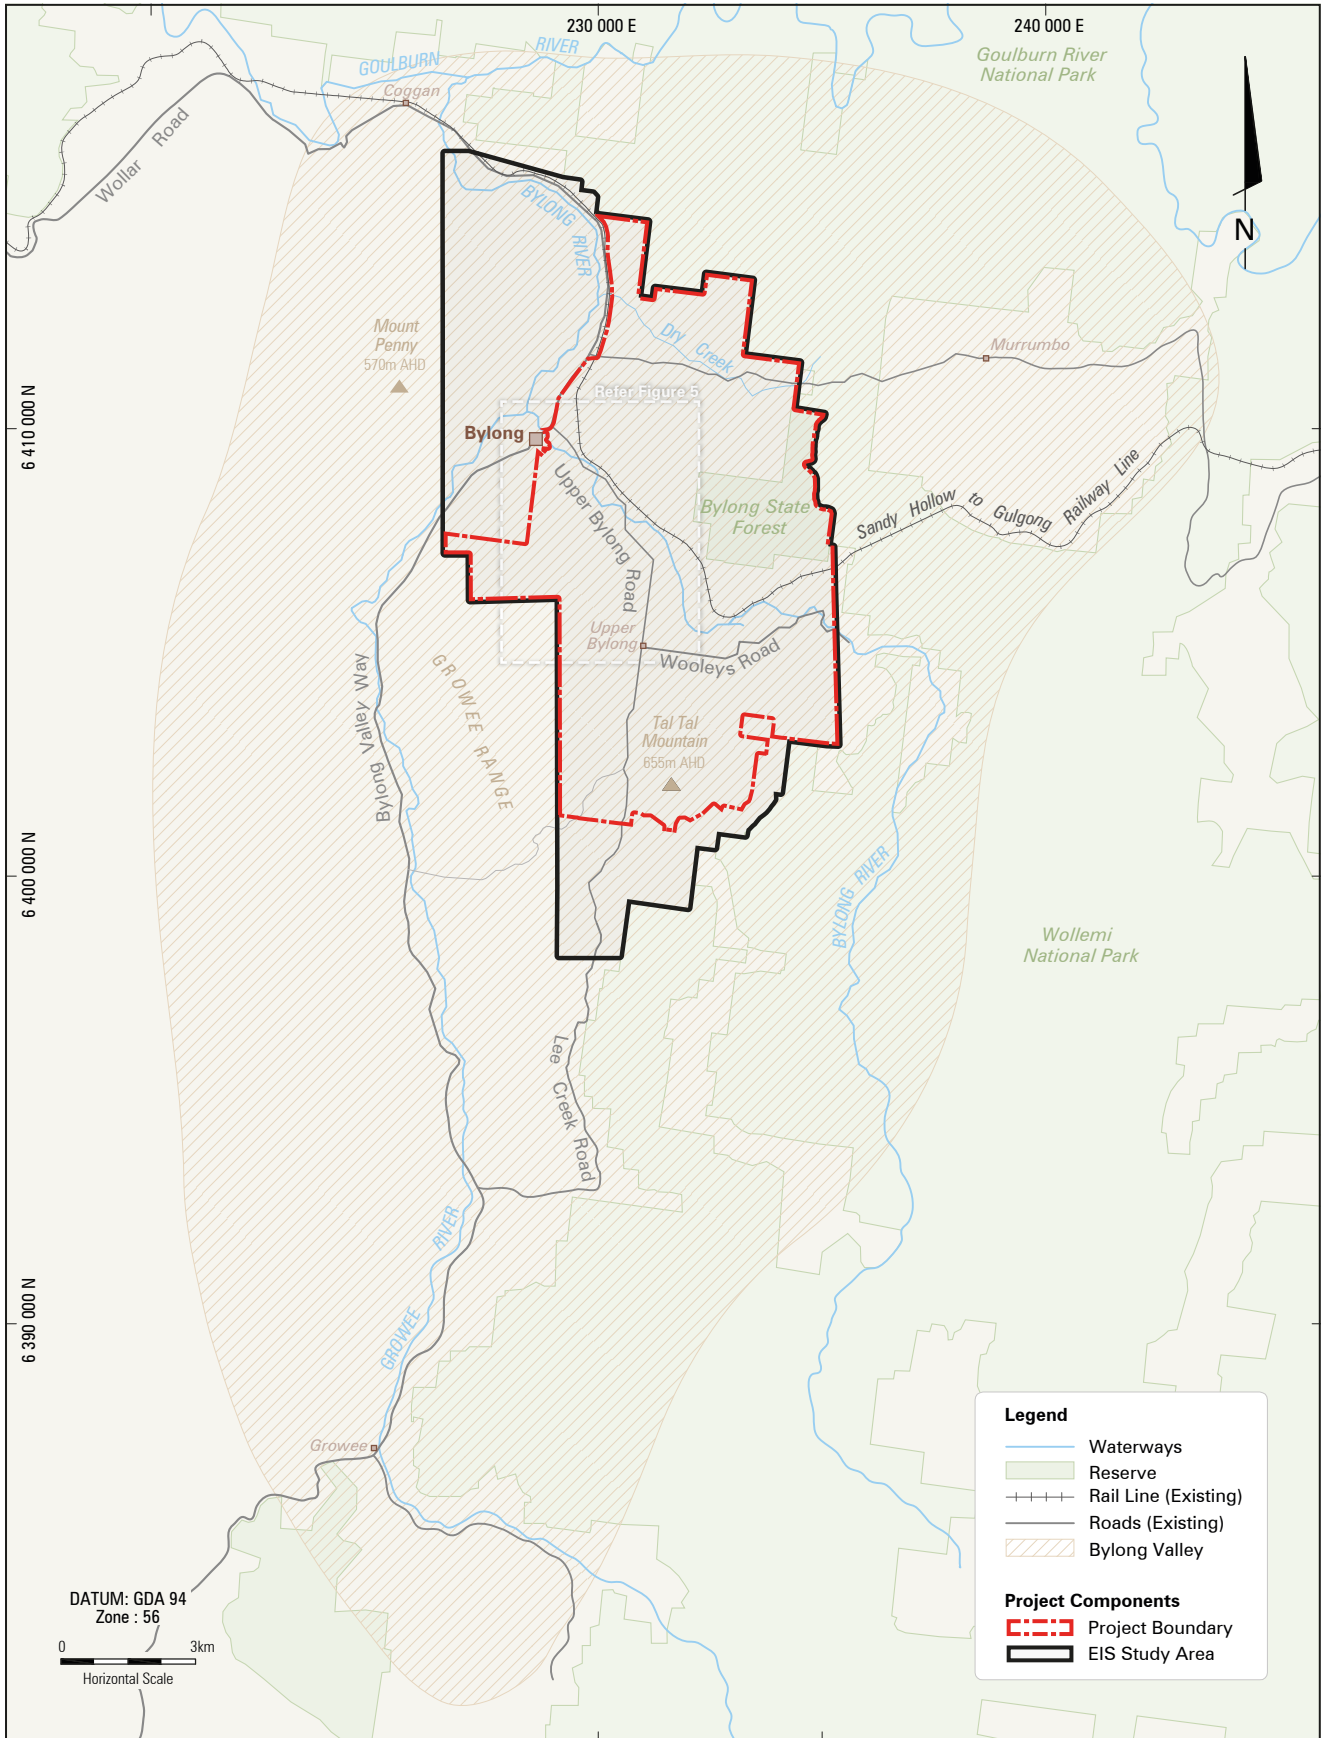 230 000 E
240 000 E
Goulburn River
National Park
GOULBURN
RIVER
Coggan
Wollar Road
BYLONG
RIVER
N
Mount
Penny
570m AHD
Dry Creek
Murrumbo
Refer Figure 5
6 410 000 N
Bylong
Upper Bylong Road
Bylong State
Forest
Sandy Hollow to Gulgong Railway Line
Upper
Bylong
Wooleys Road
Bylong Valley Way
GROWEE RANGE
Tal Tal
Mountain
655m AHD
6 400 000 N
BYLONG RIVER
Wollemi
National Park
Lee Creek Road
RIVER
GROWEE
6 390 000 N
Growee
Legend
Waterways
Reserve
Rail Line (Existing)
Roads (Existing)
Bylong Valley
Project Components
Project Boundary
EIS Study Area
DATUM: GDA 94
Zone : 56
0 3km
Horizontal Scale